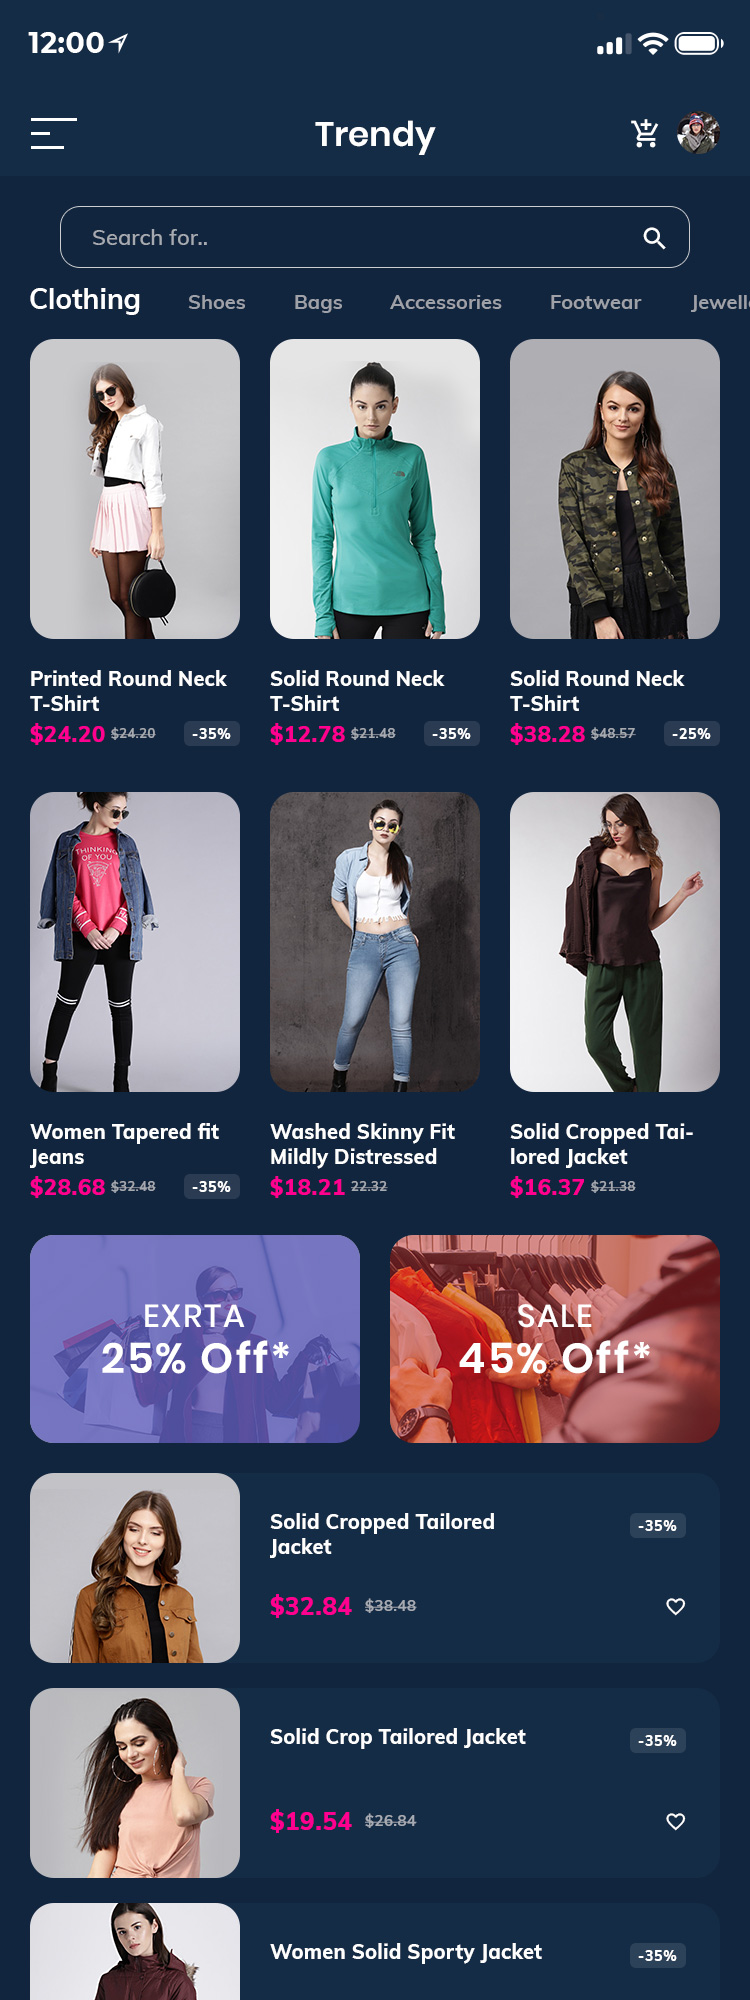 12:00
Trendy
Search for..
Clothing Shoes Bags Accessories Footwear Jewell
Printed Round Neck
T-Shirt
$24.20 $24.20 -35%
Solid Round Neck
T-Shirt
$12.78 $21.48 -35%
Solid Round Neck
T-Shirt
$38.28 $48.57 -25%
THINKING
OF YOU
Women Tapered fit
Jeans
$28.68 $32.48 -35%
Washed Skinny Fit
Mildly Distressed
$18.21 22.32
Solid Cropped Tai-
lored Jacket
$16.37 $21.38
EXRTA
25% Off*
SALE
45% Off*
Solid Cropped Tailored
Jacket
-35%
$32.84 $38.48
Solid Crop Tailored Jacket
-35%
$19.54 $26.84
Women Solid Sporty Jacket
-35%